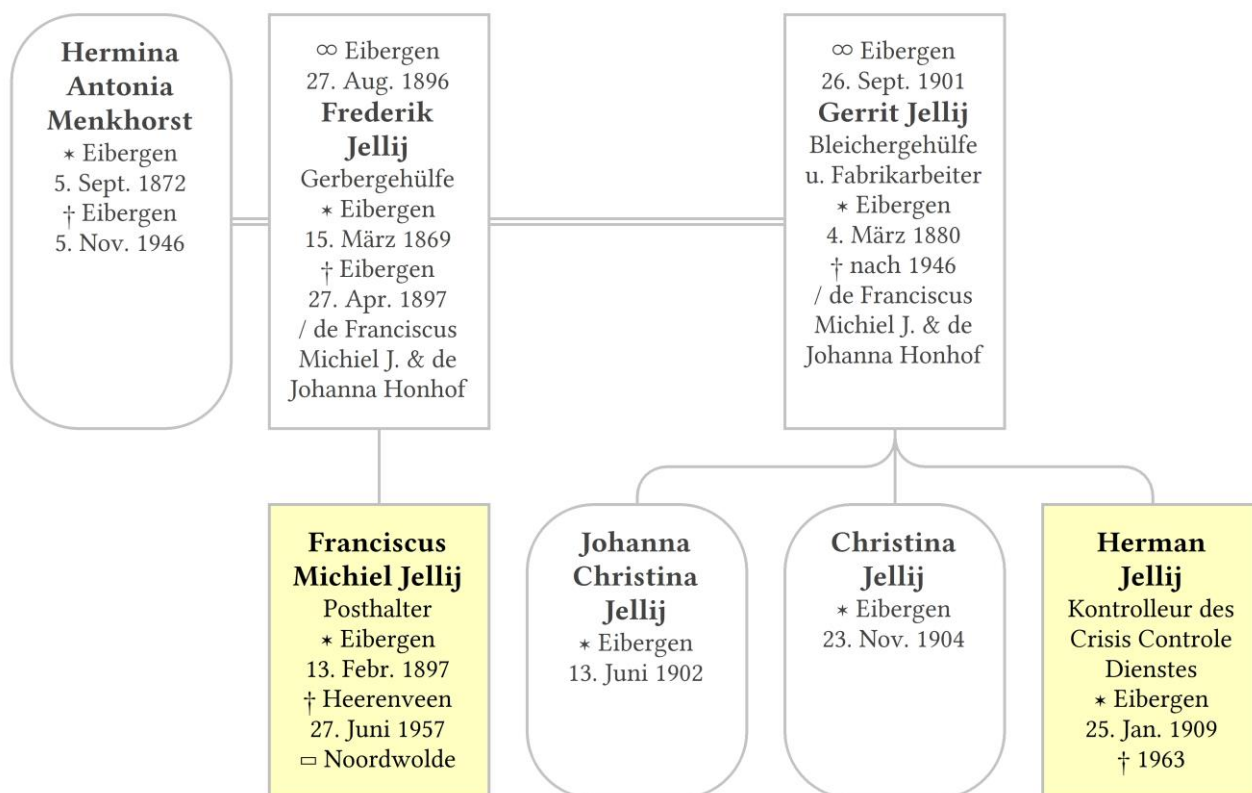 Hermina
Antonia
Menkhorst
✶ Eibergen
5. Sept. 1872
† Eibergen
5. Nov. 1946
∞ Eibergen
27. Aug. 1896
Frederik
Jellij
Gerbergehülfe
✶ Eibergen
15. März 1869
† Eibergen
27. Apr. 1897
/ de Franciscus
Michiel J. & de
Johanna Honhof
∞ Eibergen
26. Sept. 1901
Gerrit Jellij
Bleichergehülfe
u. Fabrikarbeiter
✶ Eibergen
4. März 1880
† nach 1946
/ de Franciscus
Michiel J. & de
Johanna Honhof
Franciscus
Michiel Jellij
Posthalter
✶ Eibergen
13. Febr. 1897
† Heerenveen
27. Juni 1957
▭ Noordwolde
Johanna
Christina
Jellij
✶ Eibergen
13. Juni 1902
Christina
Jellij
✶ Eibergen
23. Nov. 1904
Herman
Jellij
Kontrolleur des
Crisis Controle
Dienstes
✶ Eibergen
25. Jan. 1909
† 1963